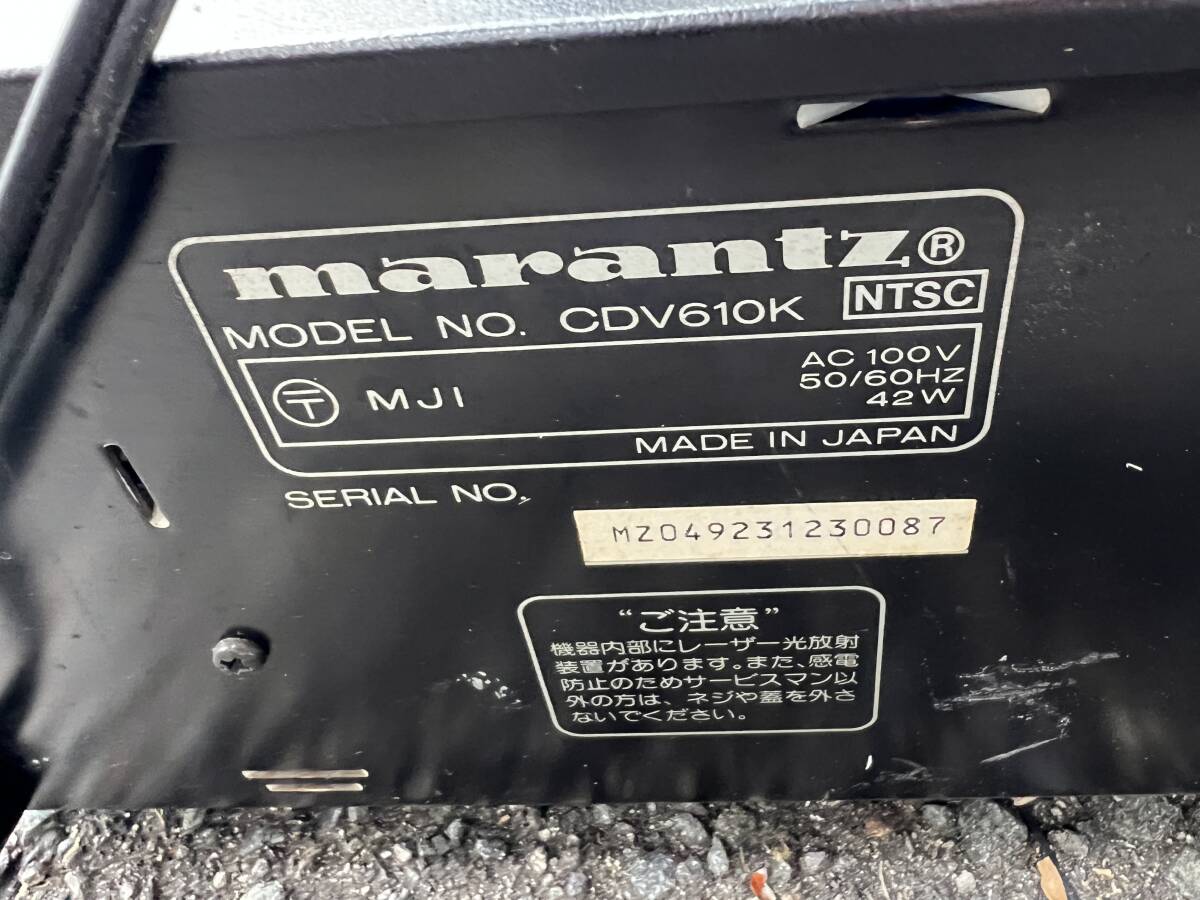 marantz®
MODEL NO. CDV610K NTSC
〒 MJI
AC 100V
50/60HZ
42W
MADE IN JAPAN
SERIAL NO.
MZ049231230087
“ご注意”
機器内部にレーザー光放射
装置があります。また、感電
防止のためサービスマン以
外の方は、ネジや蓋を外さ
ないでください。